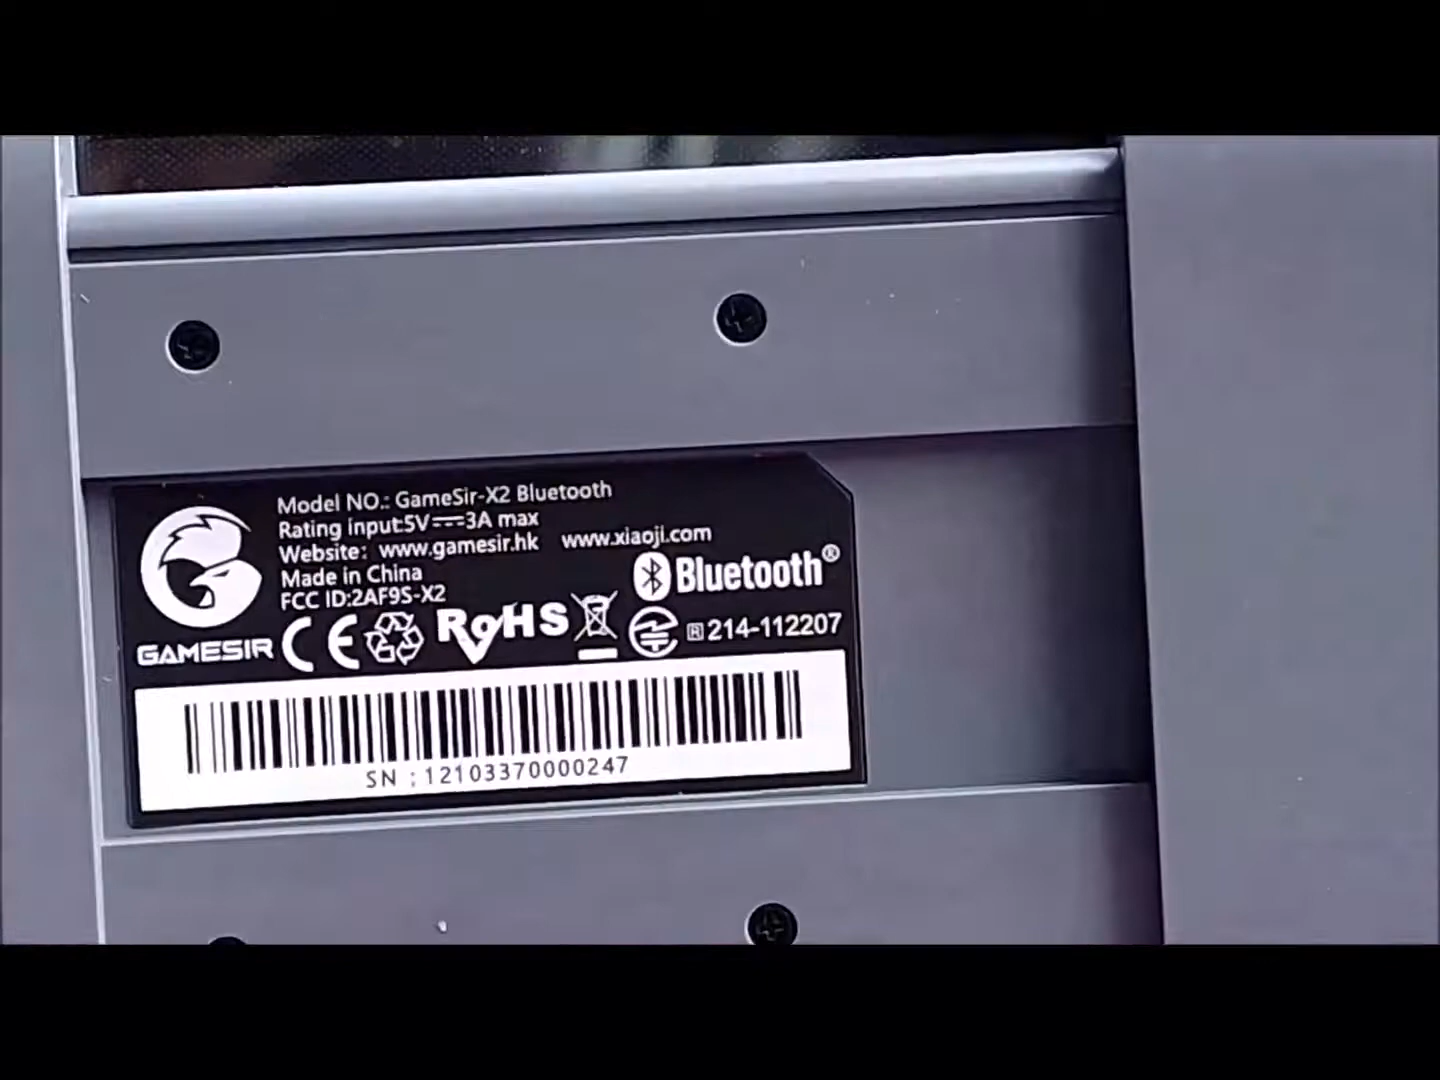 Model NO.: GameSir-X2 Bluetooth
Rating input:5V⎓3A max
Website: www.gamesir.hk www.xiaoji.com
Made in China
FCC ID:2AF9S-X2
Bluetooth®
GAMESIR
CE RoHS R 214-112207
SN : 12103370000247